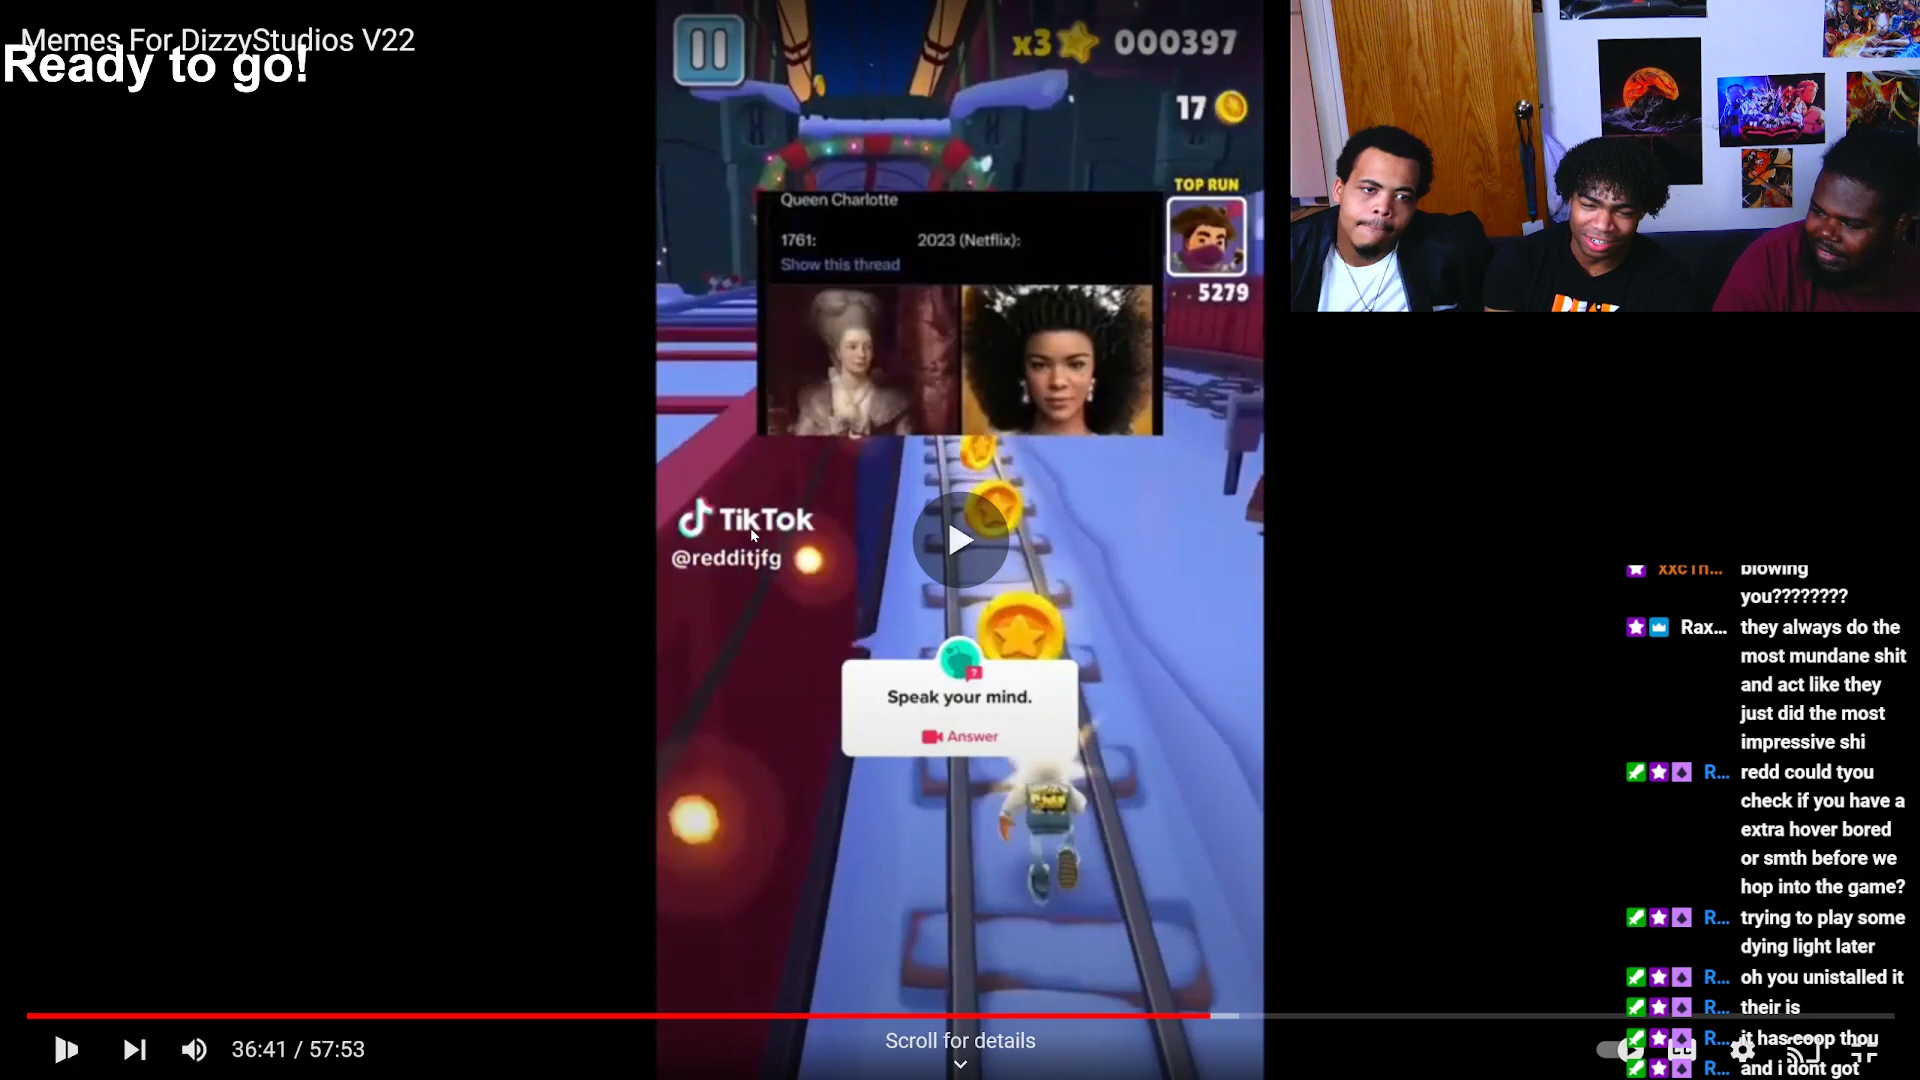 Memes For DizzyStudios V22
Ready to go!
x3 000397
17
TOP RUN
5279
Queen Charlotte
1761: 2023 (Netflix):
Show this thread
TikTok
@redditjfg
Speak your mind.
Answer
36:41 / 57:53
Scroll for details
blowing
you????????
Rax... they always do the
most mundane shit
and act like they
just did the most
impressive shi
R... redd could tyou
check if you have a
extra hover bored
or smth before we
hop into the game?
R... trying to play some
dying light later
R... oh you unistalled it
R... their is
R... it has coop thou
R... and i dont got